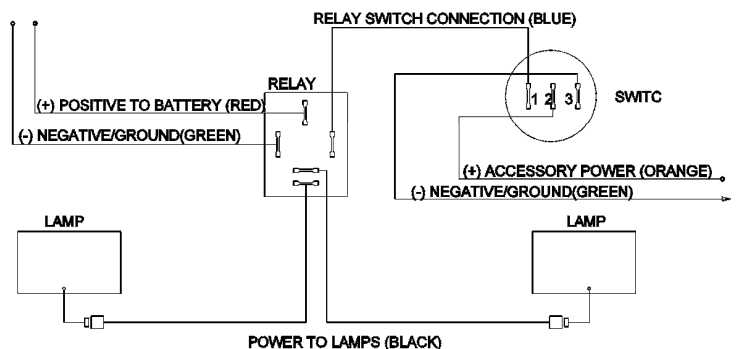 RELAY SWITCH CONNECTION (BLUE)
RELAY
1 2 3
SWITC
(+) POSITIVE TO BATTERY (RED)
(-) NEGATIVE/GROUND(GREEN)
(+) ACCESSORY POWER (ORANGE)
(-) NEGATIVE/GROUND(GREEN)
LAMP
LAMP
POWER TO LAMPS (BLACK)